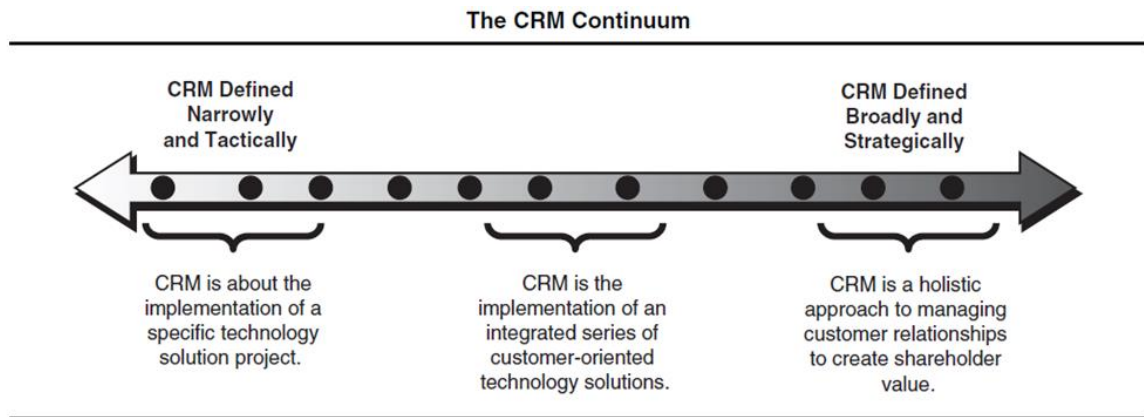 The CRM Continuum
CRM Defined
Narrowly
and Tactically
CRM Defined
Broadly and
Strategically
CRM is about the
implementation of a
specific technology
solution project.
CRM is the
implementation of an
integrated series of
customer-oriented
technology solutions.
CRM is a holistic
approach to managing
customer relationships
to create shareholder
value.